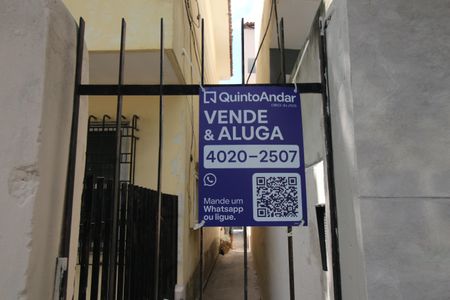 QuintoAndar
VENDE
& ALUGA
4020-2507
Mande um
Whatsapp
ou ligue.